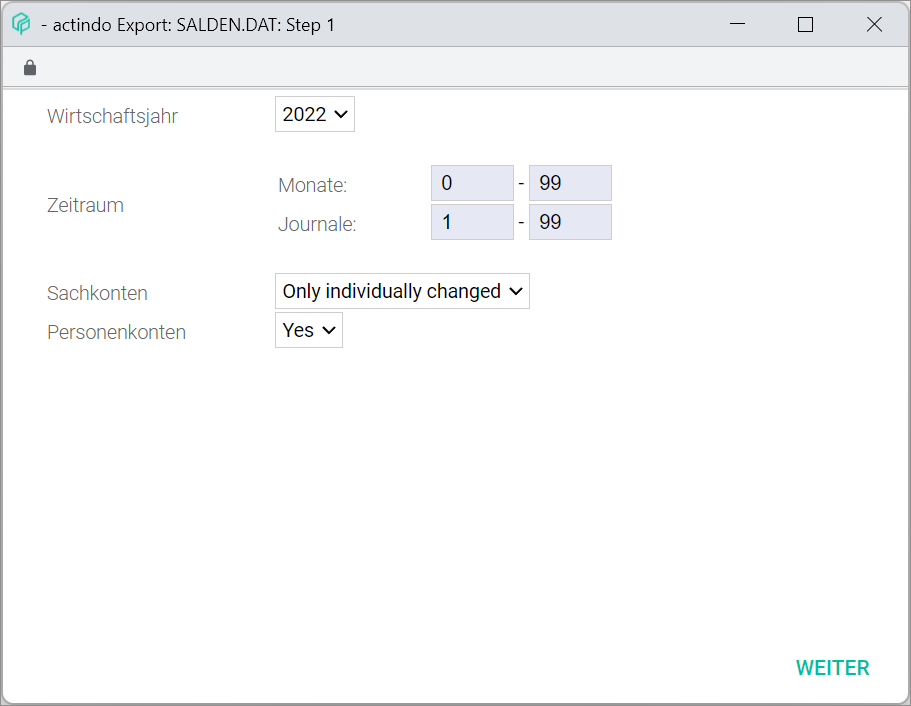 - actindo Export: SALDEN.DAT: Step 1
Wirtschaftsjahr 2022
Zeitraum
Monate: 0 - 99
Journale: 1 - 99
Sachkonten Only individually changed
Personenkonten Yes
WEITER